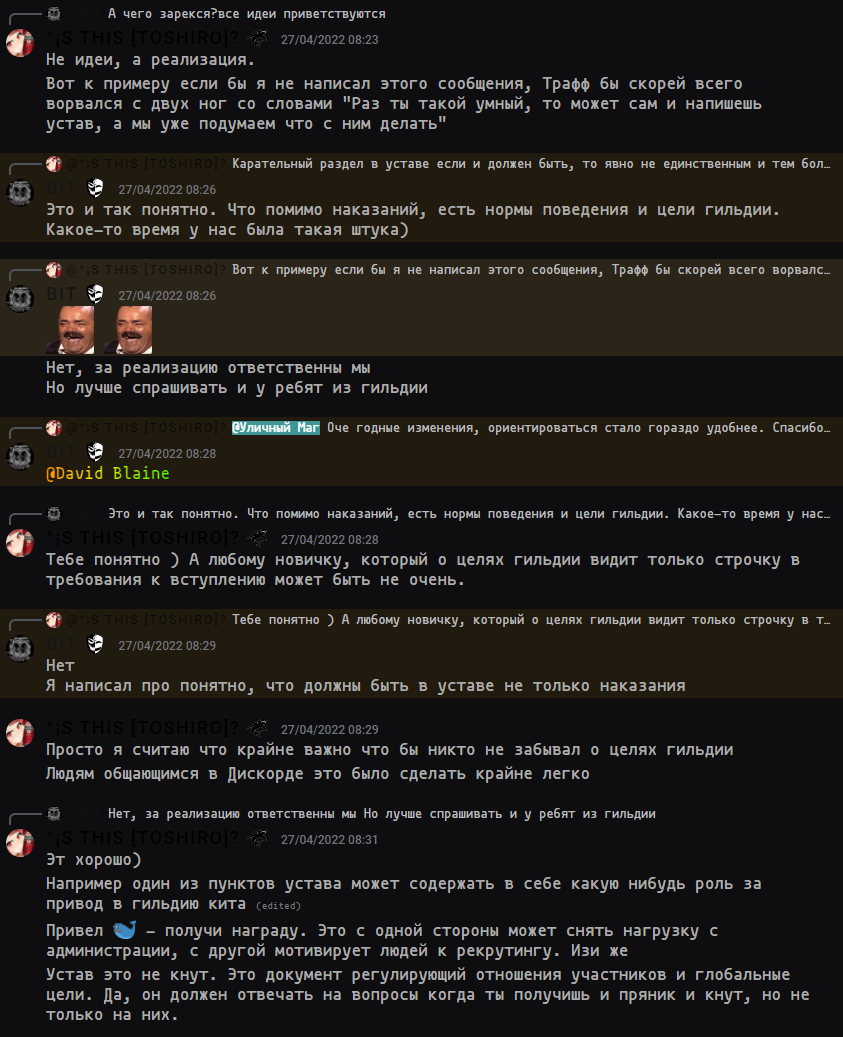 А чего зарекся?все идеи приветствуются
^¡S THIS [TOSHIRO]? 27/04/2022 08:23
Не идеи, а реализация.
Вот к примеру если бы я не написал этого сообщения, Трафф бы скорей всего
ворвался с двух ног со словами "Раз ты такой умный, то может сам и напишешь
устав, а мы уже подумаем что с ним делать"
@^¡S THIS [TOSHIRO]? Карательный раздел в уставе если и должен быть, то явно не единственным и тем бол…
BIT 27/04/2022 08:26
Это и так понятно. Что помимо наказаний, есть нормы поведения и цели гильдии.
Какое-то время у нас была такая штука)
@^¡S THIS [TOSHIRO]? Вот к примеру если бы я не написал этого сообщения, Трафф бы скорей всего ворвалс…
BIT 27/04/2022 08:26
Нет, за реализацию ответственны мы
Но лучше спрашивать и у ребят из гильдии
@^¡S THIS [TOSHIRO]? @Уличный Маг Оче годные изменения, ориентироваться стало гораздо удобнее. Спасибо…
BIT 27/04/2022 08:28
@David Blaine
Это и так понятно. Что помимо наказаний, есть нормы поведения и цели гильдии. Какое-то время у нас…
^¡S THIS [TOSHIRO]? 27/04/2022 08:28
Тебе понятно ) А любому новичку, который о целях гильдии видит только строчку в
требования к вступлению может быть не очень.
@^¡S THIS [TOSHIRO]? Тебе понятно ) А любому новичку, который о целях гильдии видит только строчку в т…
BIT 27/04/2022 08:29
Нет
Я написал про понятно, что должны быть в уставе не только наказания
^¡S THIS [TOSHIRO]? 27/04/2022 08:29
Просто я считаю что крайне важно что бы никто не забывал о целях гильдии
Людям общающимся в Дискорде это было сделать крайне легко
Нет, за реализацию ответственны мы Но лучше спрашивать и у ребят из гильдии
^¡S THIS [TOSHIRO]? 27/04/2022 08:31
Эт хорошо)
Например один из пунктов устава может содержать в себе какую нибудь роль за
привод в гильдию кита (edited)
Привел 🐳 – получи награду. Это с одной стороны может снять нагрузку с
администрации, с другой мотивирует людей к рекрутингу. Изи же
Устав это не кнут. Это документ регулирующий отношения участников и глобальные
цели. Да, он должен отвечать на вопросы когда ты получишь и пряник и кнут, но не
только на них.